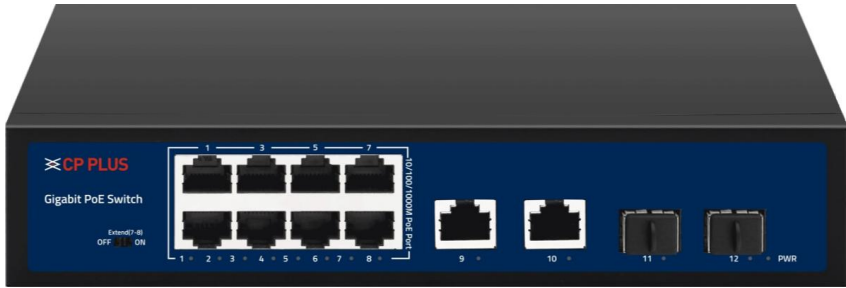 1 3 5 7
CP PLUS
Gigabit PoE Switch
10/100/1000M PoE Port
Extend(7-8)
OFF ON
1 2 3 4 5 6 7 8
9 10 11 12 PWR